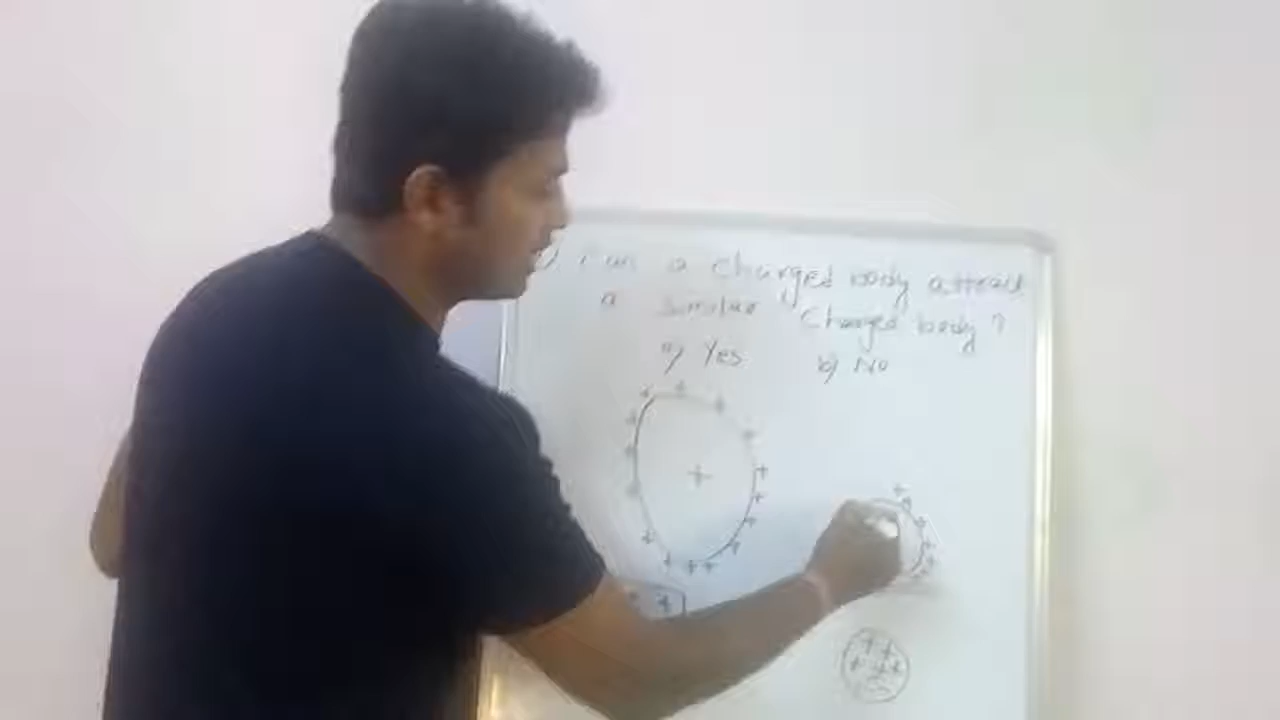 ) Can a charged body attract
a similar charged body ?
a) Yes b) No
+ + + + + + + + + + + + + + +
+
+ + + + +
+
+ + + + +